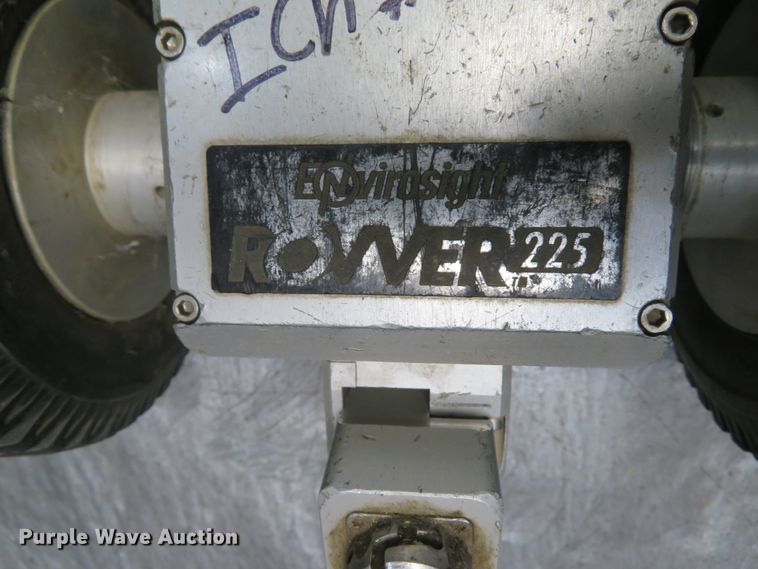 Envirosight
ROVVER 225
Purple Wave Auction